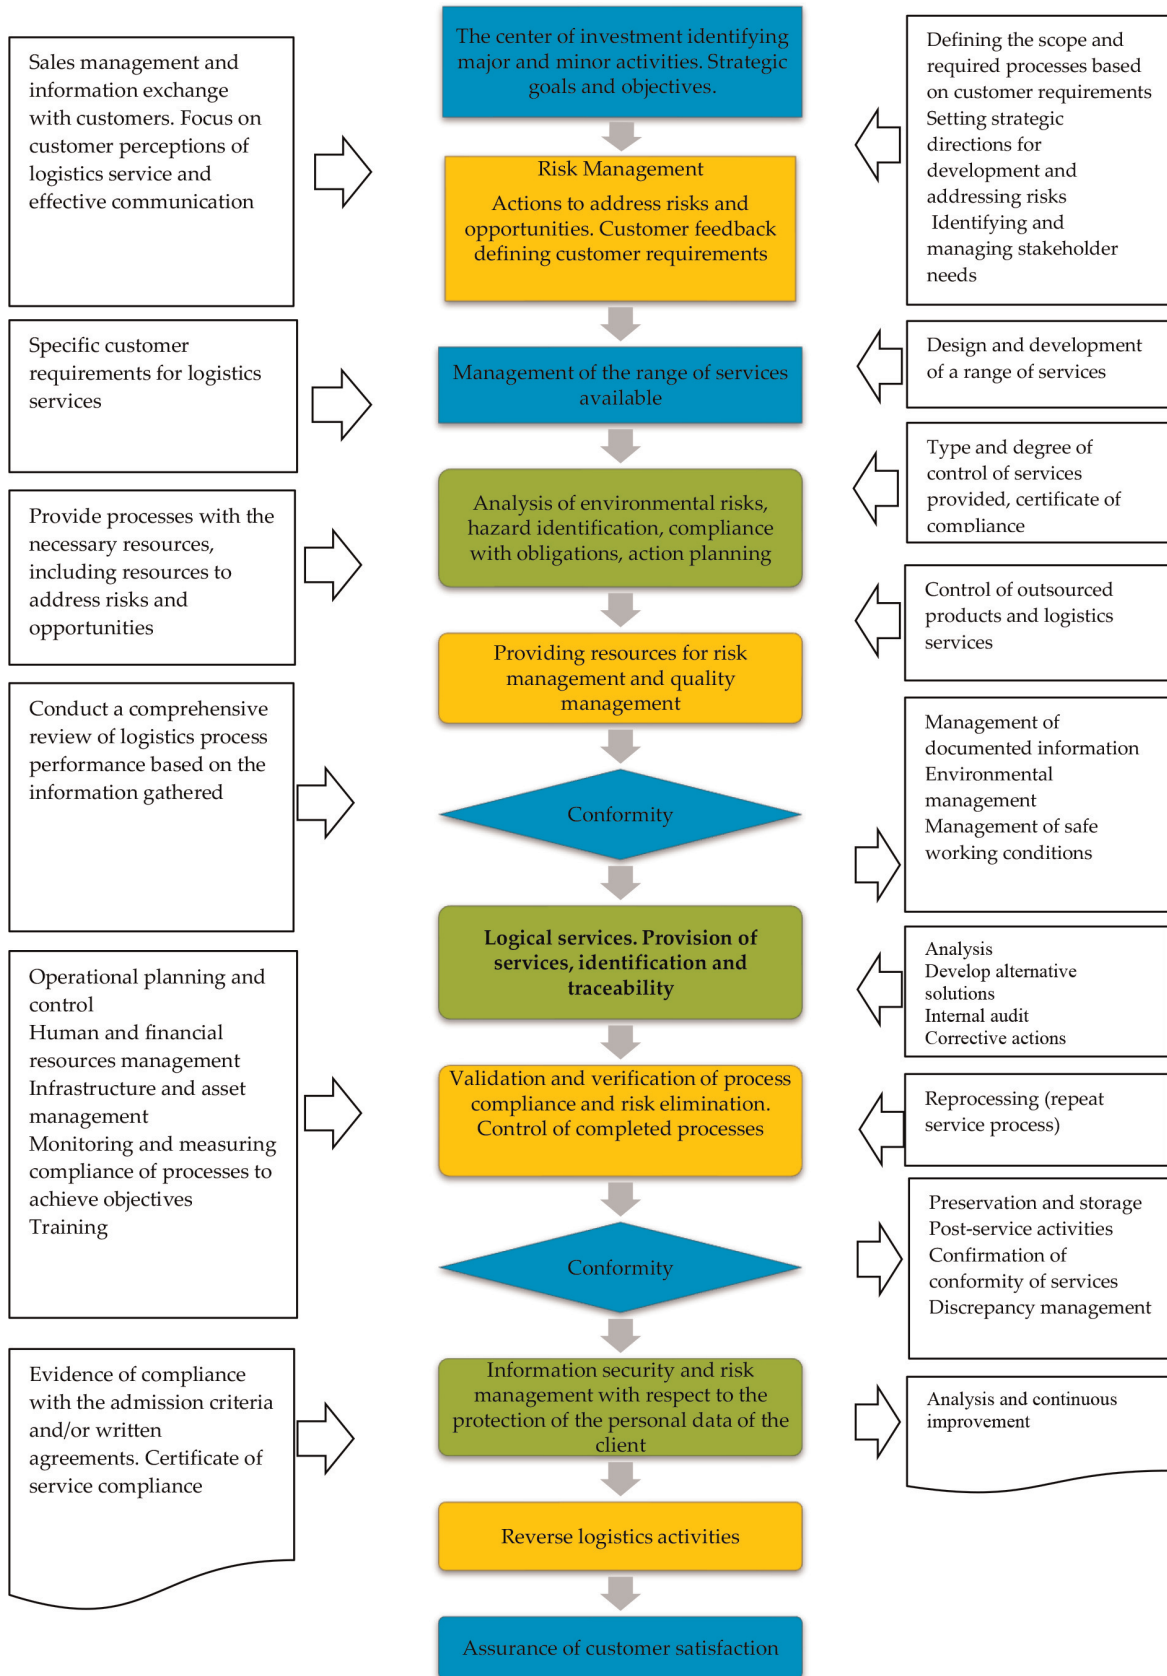 Sales management and
information exchange
with customers. Focus on
customer perceptions of
logistics service and
effective communication
The center of investment identifying
major and minor activities. Strategic
goals and objectives.
Defining the scope and
required processes based
on customer requirements
Setting strategic
directions for
development and
addressing risks
Identifying and
managing stakeholder
needs
Risk Management
Actions to address risks and
opportunities. Customer feedback
defining customer requirements
Specific customer
requirements for logistics
services
Management of the range of services
available
Design and development
of a range of services
Type and degree of
control of services
provided, certificate of
compliance
Provide processes with the
necessary resources,
including resources to
address risks and
opportunities
Analysis of environmental risks,
hazard identification, compliance
with obligations, action planning
Control of outsourced
products and logistics
services
Providing resources for risk
management and quality
management
Conduct a comprehensive
review of logistics process
performance based on the
information gathered
Conformity
Management of
documented information
Environmental
management
Management of safe
working conditions
Logical services. Provision of
services, identification and
traceability
Analysis
Develop alternative
solutions
Internal audit
Corrective actions
Operational planning and
control
Human and financial
resources management
Infrastructure and asset
management
Monitoring and measuring
compliance of processes to
achieve objectives
Training
Validation and verification of process
compliance and risk elimination.
Control of completed processes
Reprocessing (repeat
service process)
Conformity
Preservation and storage
Post-service activities
Confirmation of
conformity of services
Discrepancy management
Evidence of compliance
with the admission criteria
and/or written
agreements. Certificate of
service compliance
Information security and risk
management with respect to the
protection of the personal data of the
client
Analysis and continuous
improvement
Reverse logistics activities
Assurance of customer satisfaction